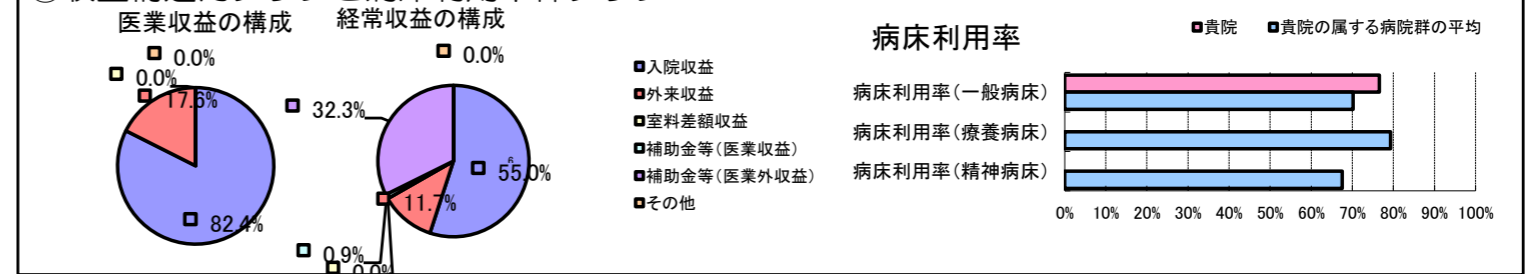 医業収益の構成
0.0%
0.0%
17.6%
82.4%
経常収益の構成
0.0%
32.3%
6
55.0%
11.7%
0.9%
0.0%
入院収益
外来収益
室料差額収益
補助金等(医業収益)
補助金等(医業外収益)
その他
病床利用率
貴院
貴院の属する病院群の平均
病床利用率(一般病床)
病床利用率(療養病床)
病床利用率(精神病床)
0% 10% 20% 30% 40% 50% 60% 70% 80% 90% 100%